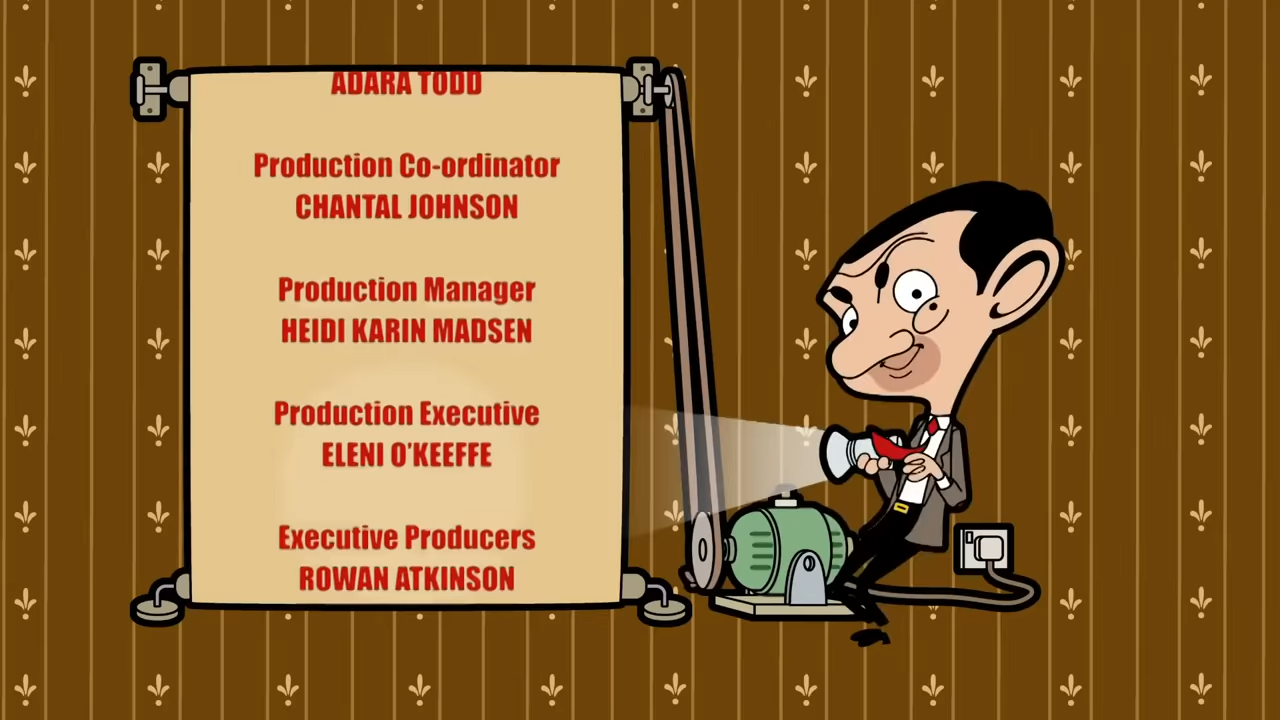 ADARA TODD
Production Co-ordinator
CHANTAL JOHNSON
Production Manager
HEIDI KARIN MADSEN
Production Executive
ELENI O'KEEFFE
Executive Producers
ROWAN ATKINSON